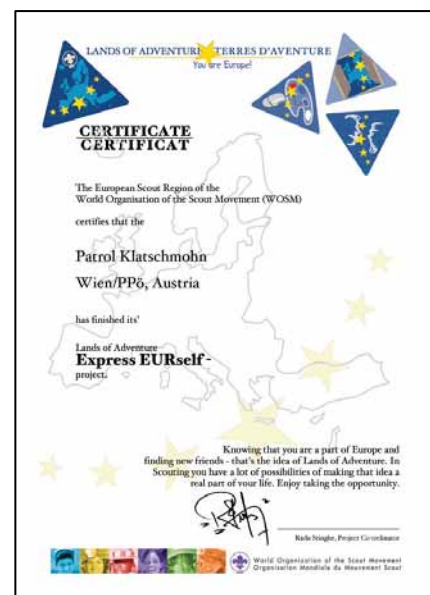 LANDS OF ADVENTURE TERRES D'AVENTURE
You are Europe!
CERTIFICATE
CERTIFICAT
The European Scout Region of the
World Organisation of the Scout Movement (WOSM)
certifies that the
Patrol Klatschmohn
Wien/PPö, Austria
has finished its'
Lands of Adventure
Express EURself -
project.
Knowing that you are a part of Europe and
finding new friends - that's the idea of Lands of Adventure. In
Scouting you have a lot of possibilities of making that idea a
real part of your life. Enjoy taking the opportunity.
Project Co-ordinator
World Organization of the Scout Movement
Organisation Mondiale du Mouvement Scout